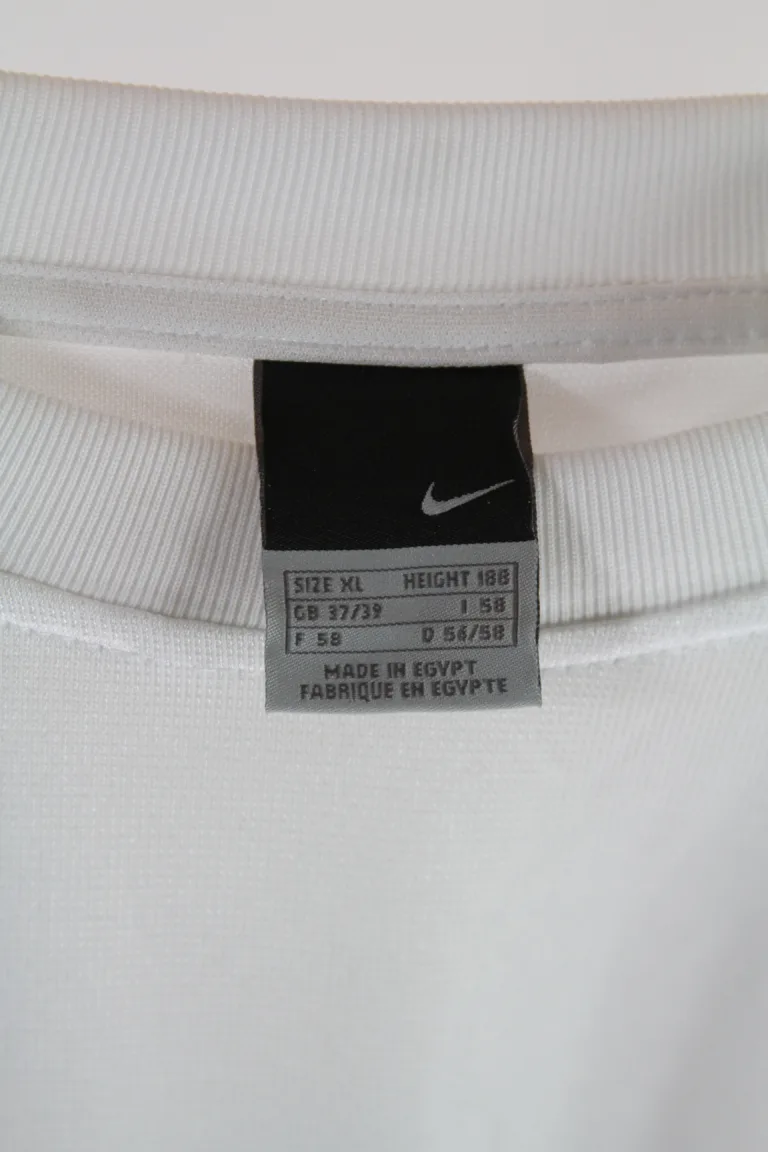 SIZE XL HEIGHT 188
GB 37/39 I 58
F 58 D 56/58
MADE IN EGYPT
FABRIQUE EN EGYPTE